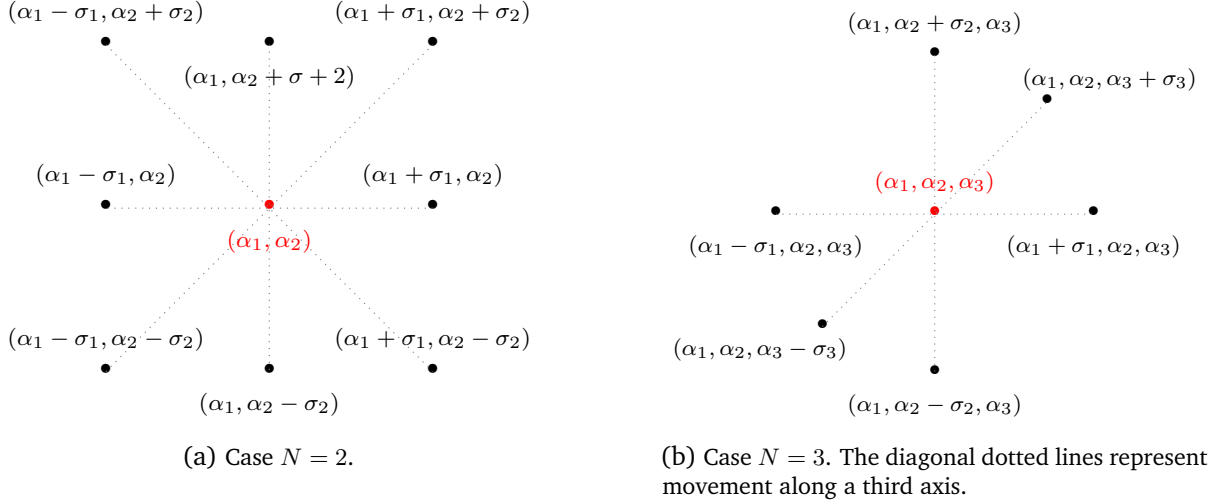 (α₁ − σ₁, α₂ + σ₂)
(α₁ + σ₁, α₂ + σ₂)
(α₁, α₂ + σ + 2)
(α₁ − σ₁, α₂)
(α₁ + σ₁, α₂)
(α₁, α₂)
(α₁ − σ₁, α₂ − σ₂)
(α₁ + σ₁, α₂ − σ₂)
(α₁, α₂ − σ₂)
(a) Case N = 2.
(α₁, α₂ + σ₂, α₃)
(α₁, α₂, α₃ + σ₃)
(α₁, α₂, α₃)
(α₁ − σ₁, α₂, α₃)
(α₁ + σ₁, α₂, α₃)
(α₁, α₂, α₃ − σ₃)
(α₁, α₂ − σ₂, α₃)
(b) Case N = 3. The diagonal dotted lines represent
movement along a third axis.